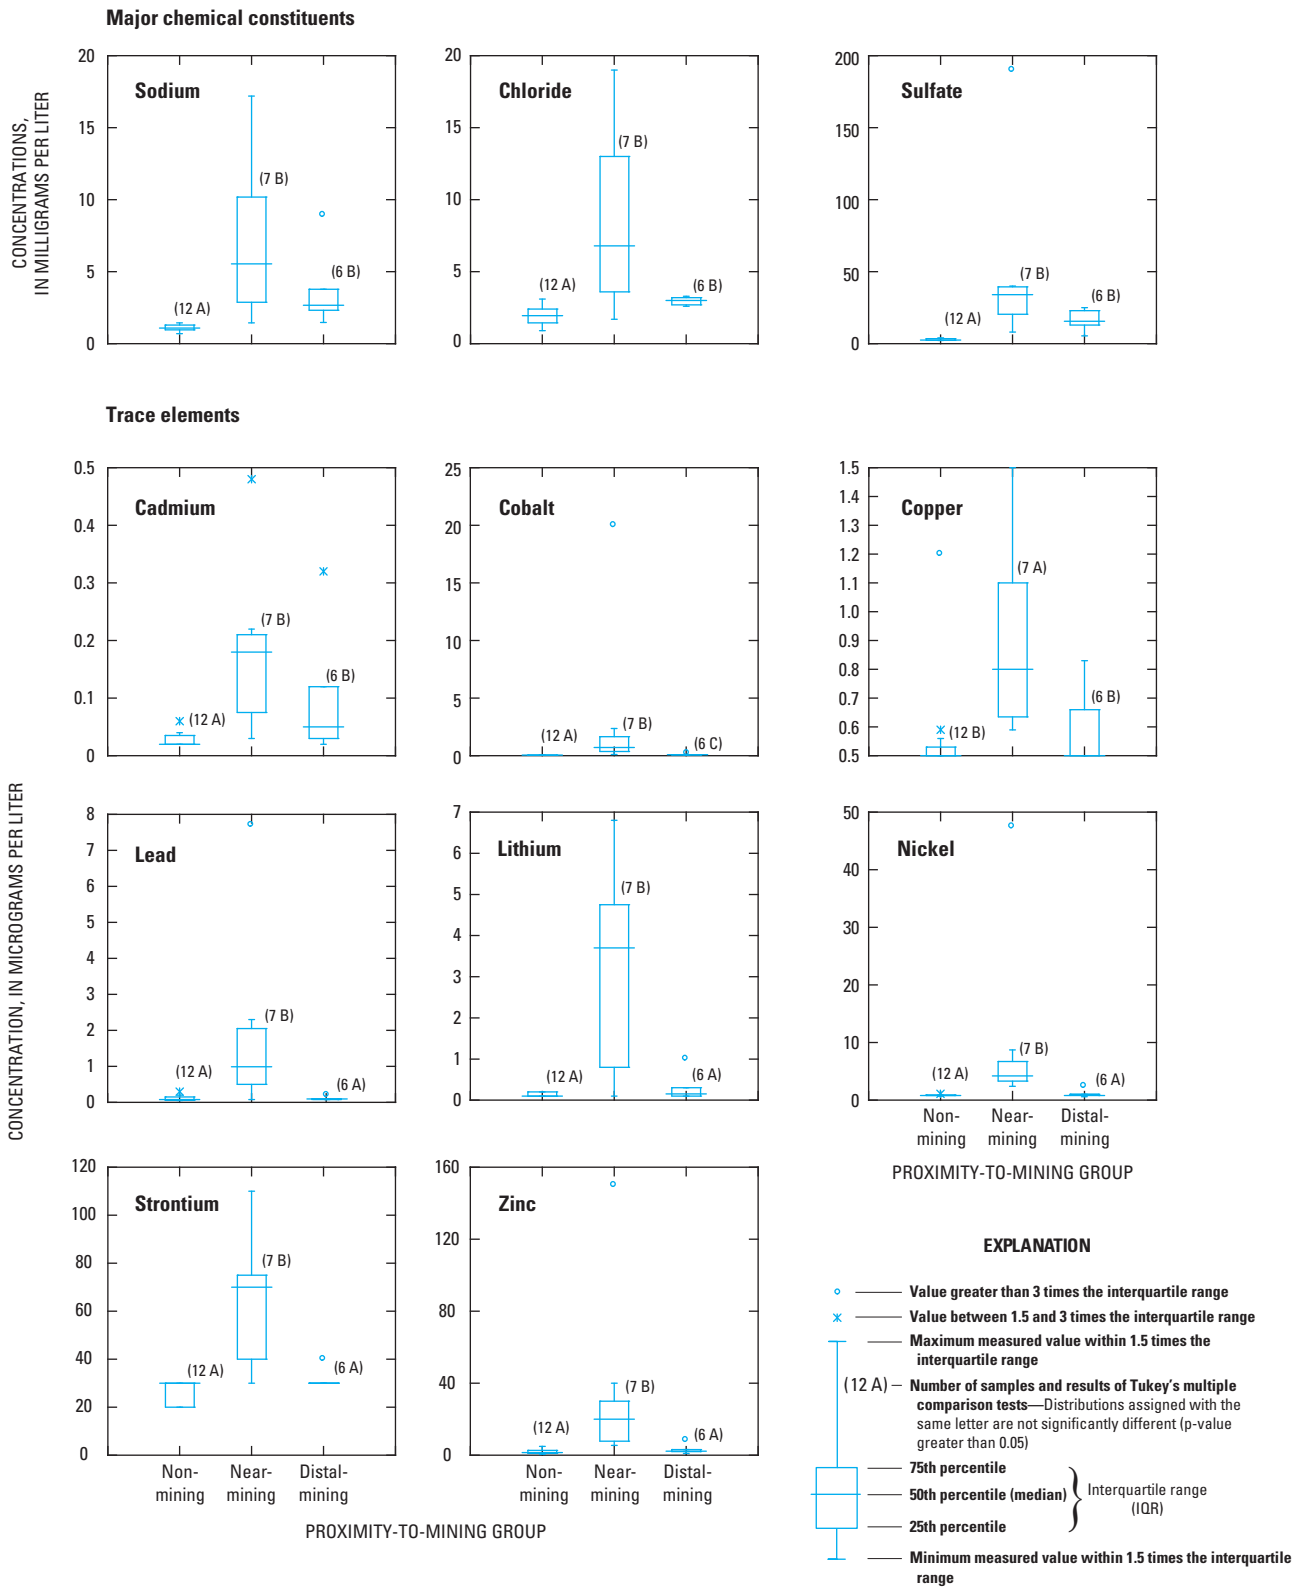 Major chemical constituents
CONCENTRATIONS,
IN MILLIGRAMS PER LITER
20
15
10
5
0
Sodium
(12 A)
(7 B)
(6 B)
20
15
10
5
0
Chloride
(12 A)
(7 B)
(6 B)
200
150
100
50
0
Sulfate
(12 A)
(7 B)
(6 B)
Trace elements
CONCENTRATION, IN MICROGRAMS PER LITER
0.5
0.4
0.3
0.2
0.1
0
Cadmium
(12 A)
(7 B)
(6 B)
25
20
15
10
5
0
Cobalt
(12 A)
(7 B)
(6 C)
1.5
1.4
1.3
1.2
1.1
1.0
0.9
0.8
0.7
0.6
0.5
Copper
(12 B)
(7 A)
(6 B)
8
7
6
5
4
3
2
1
0
Lead
(12 A)
(7 B)
(6 A)
7
6
5
4
3
2
1
0
Lithium
(12 A)
(7 B)
(6 A)
50
40
30
20
10
0
Nickel
(12 A)
(7 B)
(6 A)
Non-
mining
Near-
mining
Distal-
mining
PROXIMITY-TO-MINING GROUP
120
100
80
60
40
20
0
Strontium
(12 A)
(7 B)
(6 A)
Non-
mining
Near-
mining
Distal-
mining
160
120
80
40
0
Zinc
(12 A)
(7 B)
(6 A)
Non-
mining
Near-
mining
Distal-
mining
PROXIMITY-TO-MINING GROUP
EXPLANATION
Value greater than 3 times the interquartile range
Value between 1.5 and 3 times the interquartile range
Maximum measured value within 1.5 times the
interquartile range
(12 A)
Number of samples and results of Tukey's multiple
comparison tests—Distributions assigned with the
same letter are not significantly different (p-value
greater than 0.05)
75th percentile
50th percentile (median)
25th percentile
Interquartile range
(IQR)
Minimum measured value within 1.5 times the interquartile
range